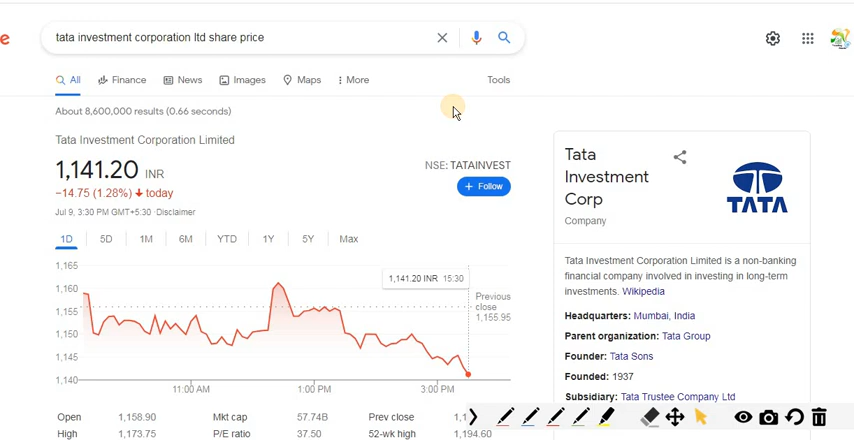 tata investment corporation ltd share price
All Finance News Images Maps More Tools
About 8,600,000 results (0.66 seconds)
Tata Investment Corporation Limited
1,141.20 INR
NSE: TATAINVEST
−14.75 (1.28%) today
+ Follow
Jul 9, 3:30 PM GMT+5:30 ·Disclaimer
1D 5D 1M 6M YTD 1Y 5Y Max
1,165
1,160
1,155
1,150
1,145
1,140
1,141.20 INR 15:30
Previous
close
1,155.95
11:00 AM 1:00 PM 3:00 PM
Open 1,158.90 Mkt cap 57.74B Prev close
High 1,173.75 P/E ratio 37.50 52-wk high 1,194.60
Tata
Investment
Corp
Company
TATA
Tata Investment Corporation Limited is a non-banking
financial company involved in investing in long-term
investments. Wikipedia
Headquarters: Mumbai, India
Parent organization: Tata Group
Founder: Tata Sons
Founded: 1937
Subsidiary: Tata Trustee Company Ltd